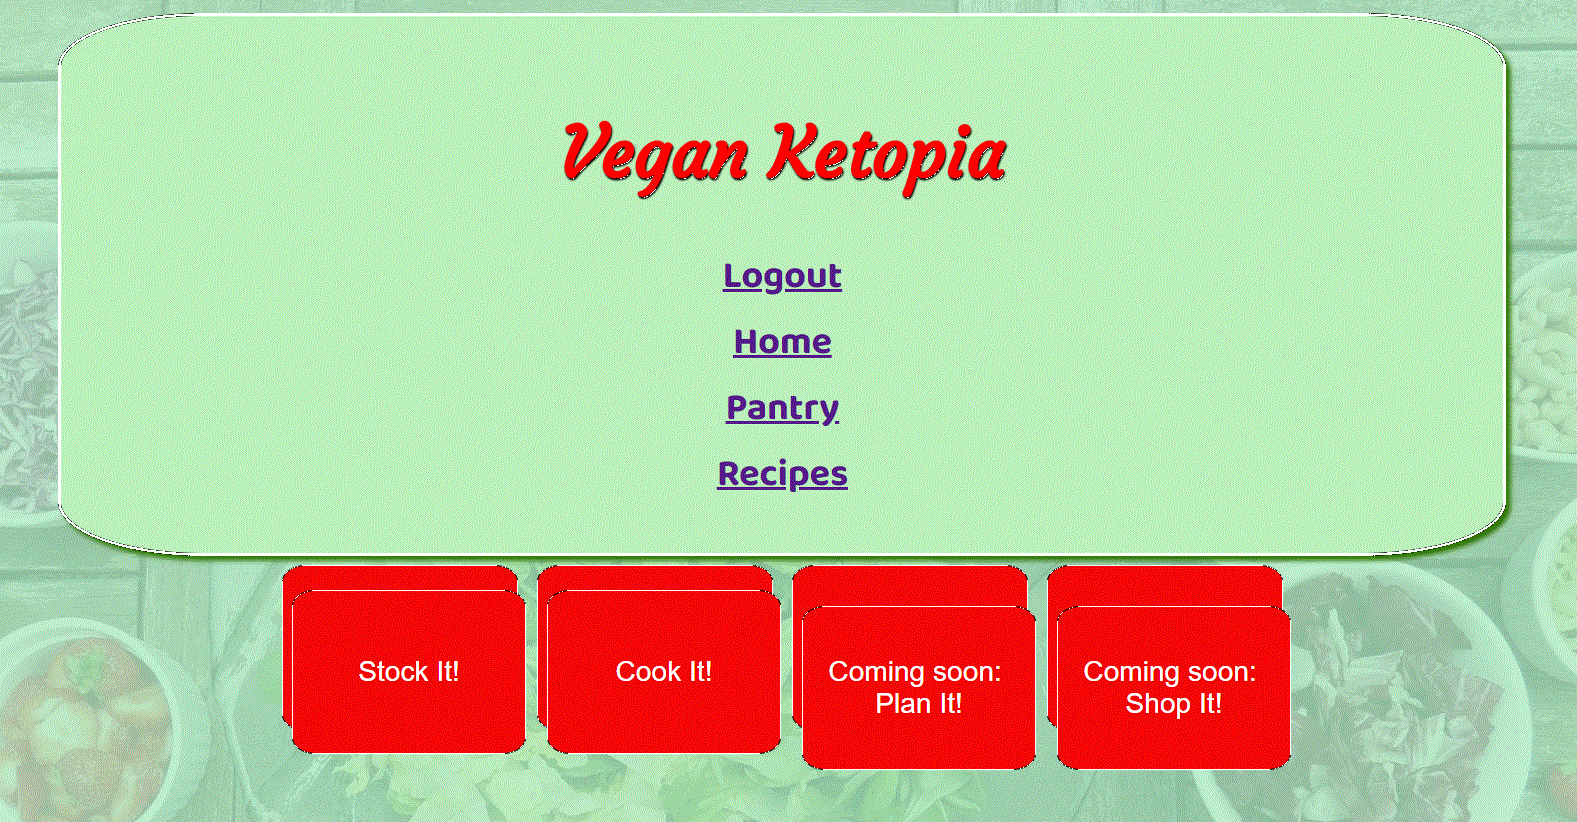 Vegan Ketopia
Logout
Home
Pantry
Recipes
Stock It!
Cook It!
Coming soon:
Plan It!
Coming soon:
Shop It!